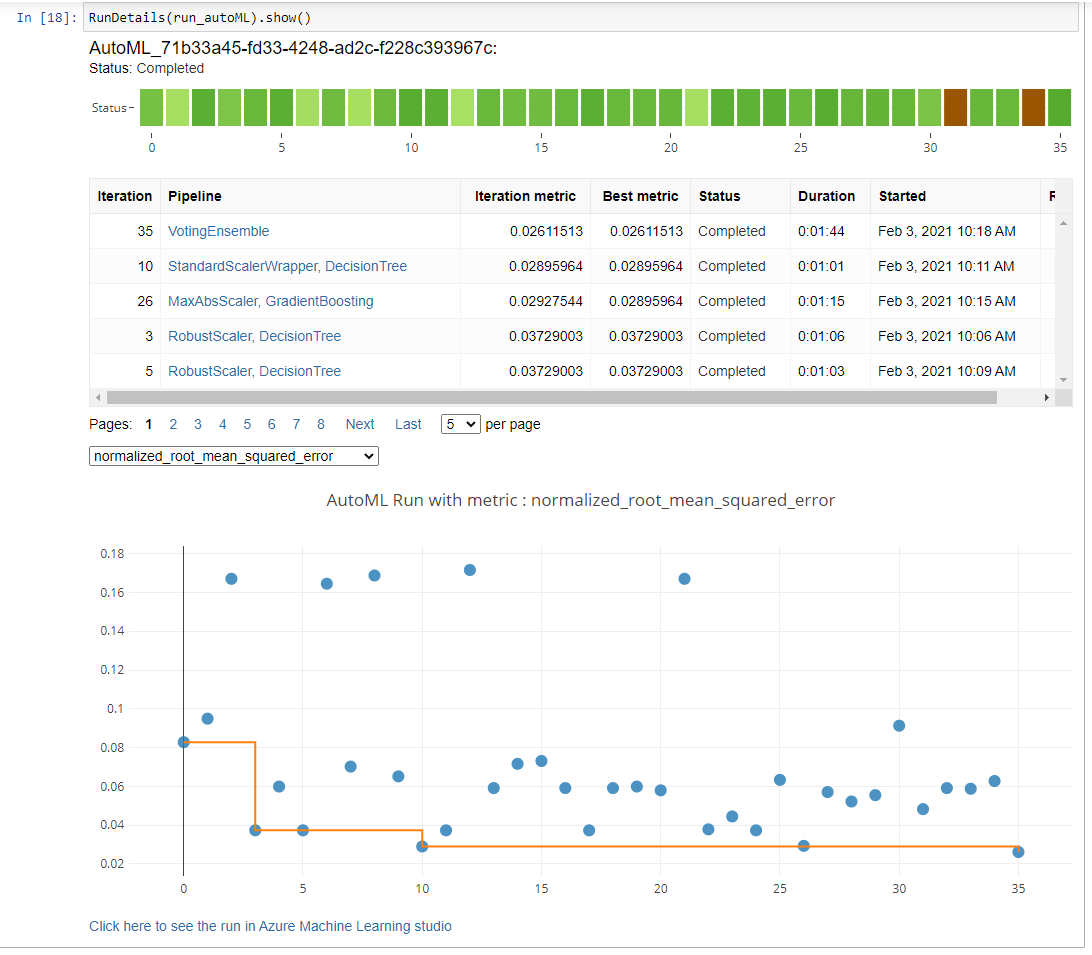 In [18]: RunDetails(run_autoML).show()
AutoML_71b33a45-fd33-4248-ad2c-f228c393967c:
Status: Completed
Status
0 5 10 15 20 25 30 35
Iteration Pipeline Iteration metric Best metric Status Duration Started R
35 VotingEnsemble 0.02611513 0.02611513 Completed 0:01:44 Feb 3, 2021 10:18 AM
10 StandardScalerWrapper, DecisionTree 0.02895964 0.02895964 Completed 0:01:01 Feb 3, 2021 10:11 AM
26 MaxAbsScaler, GradientBoosting 0.02927544 0.02895964 Completed 0:01:15 Feb 3, 2021 10:15 AM
3 RobustScaler, DecisionTree 0.03729003 0.03729003 Completed 0:01:06 Feb 3, 2021 10:06 AM
5 RobustScaler, DecisionTree 0.03729003 0.03729003 Completed 0:01:03 Feb 3, 2021 10:09 AM
Pages: 1 2 3 4 5 6 7 8 Next Last 5 per page
normalized_root_mean_squared_error
AutoML Run with metric : normalized_root_mean_squared_error
0.18
0.16
0.14
0.12
0.1
0.08
0.06
0.04
0.02
0 5 10 15 20 25 30 35
Click here to see the run in Azure Machine Learning studio